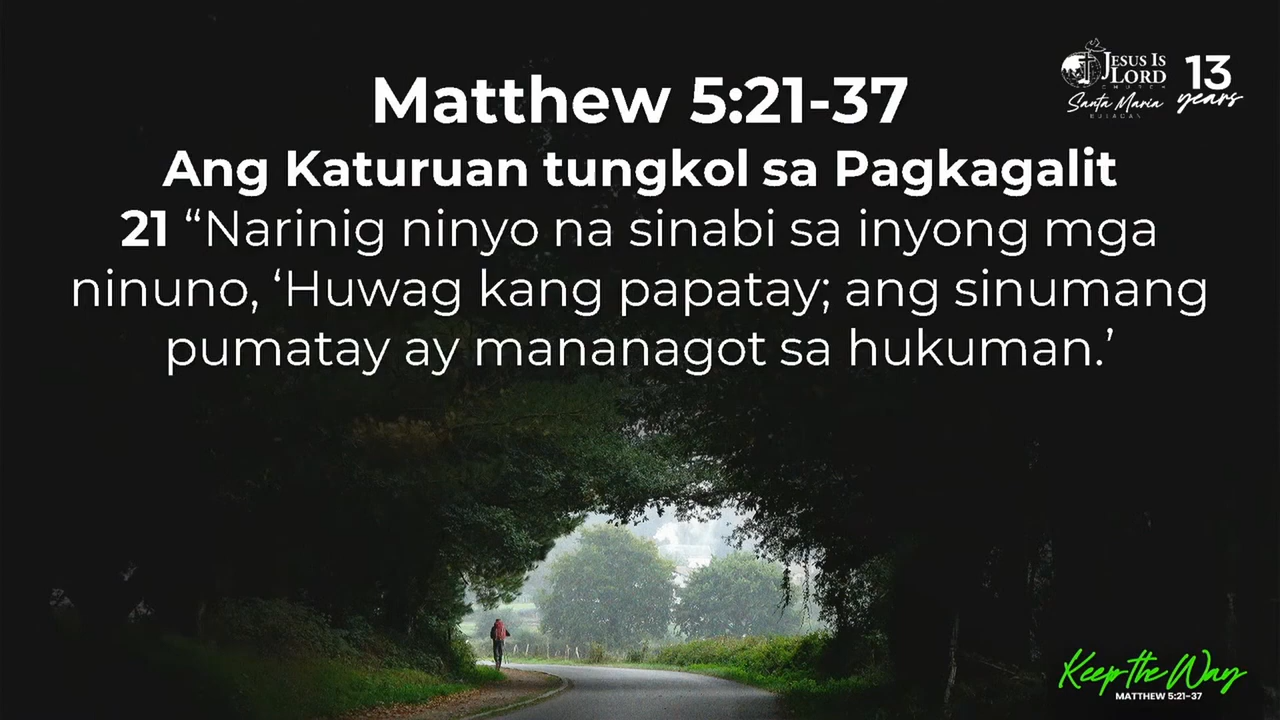 Matthew 5:21-37
Ang Katuruan tungkol sa Pagkagalit
21 “Narinig ninyo na sinabi sa inyong mga
ninuno, ‘Huwag kang papatay; ang sinumang
pumatay ay mananagot sa hukuman.’
JESUS IS
LORD
CHURCH
Santa Maria
BULACAN
13
years
Keep the Way
MATTHEW 5:21-37